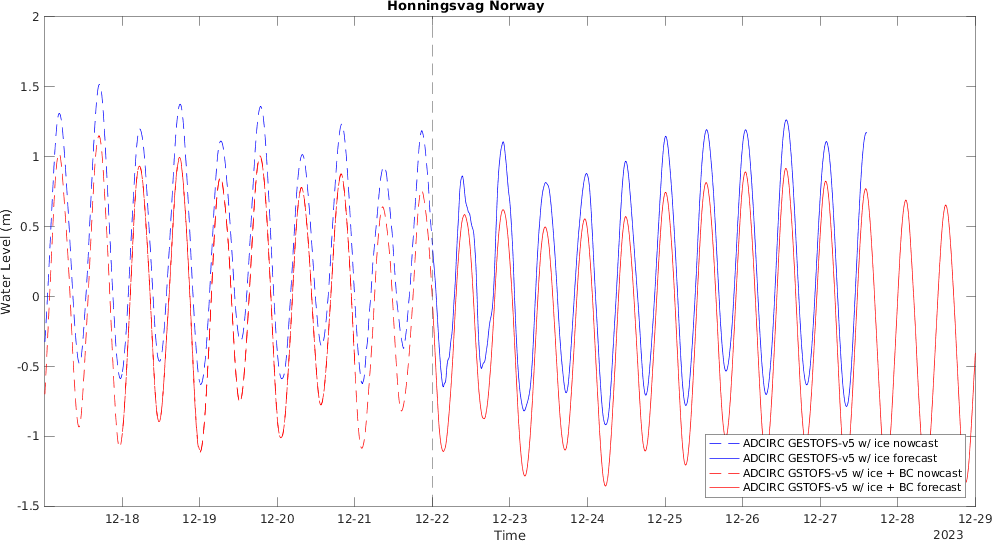 Honningsvag Norway
2
1.5
1
0.5
0
-0.5
-1
-1.5
Water Level (m)
12-18 12-19 12-20 12-21 12-22 12-23 12-24 12-25 12-26 12-27 12-28 12-29
Time
2023
ADCIRC GESTOFS-v5 w/ ice nowcast
ADCIRC GESTOFS-v5 w/ ice forecast
ADCIRC GSTOFS-v5 w/ ice + BC nowcast
ADCIRC GSTOFS-v5 w/ ice + BC forecast